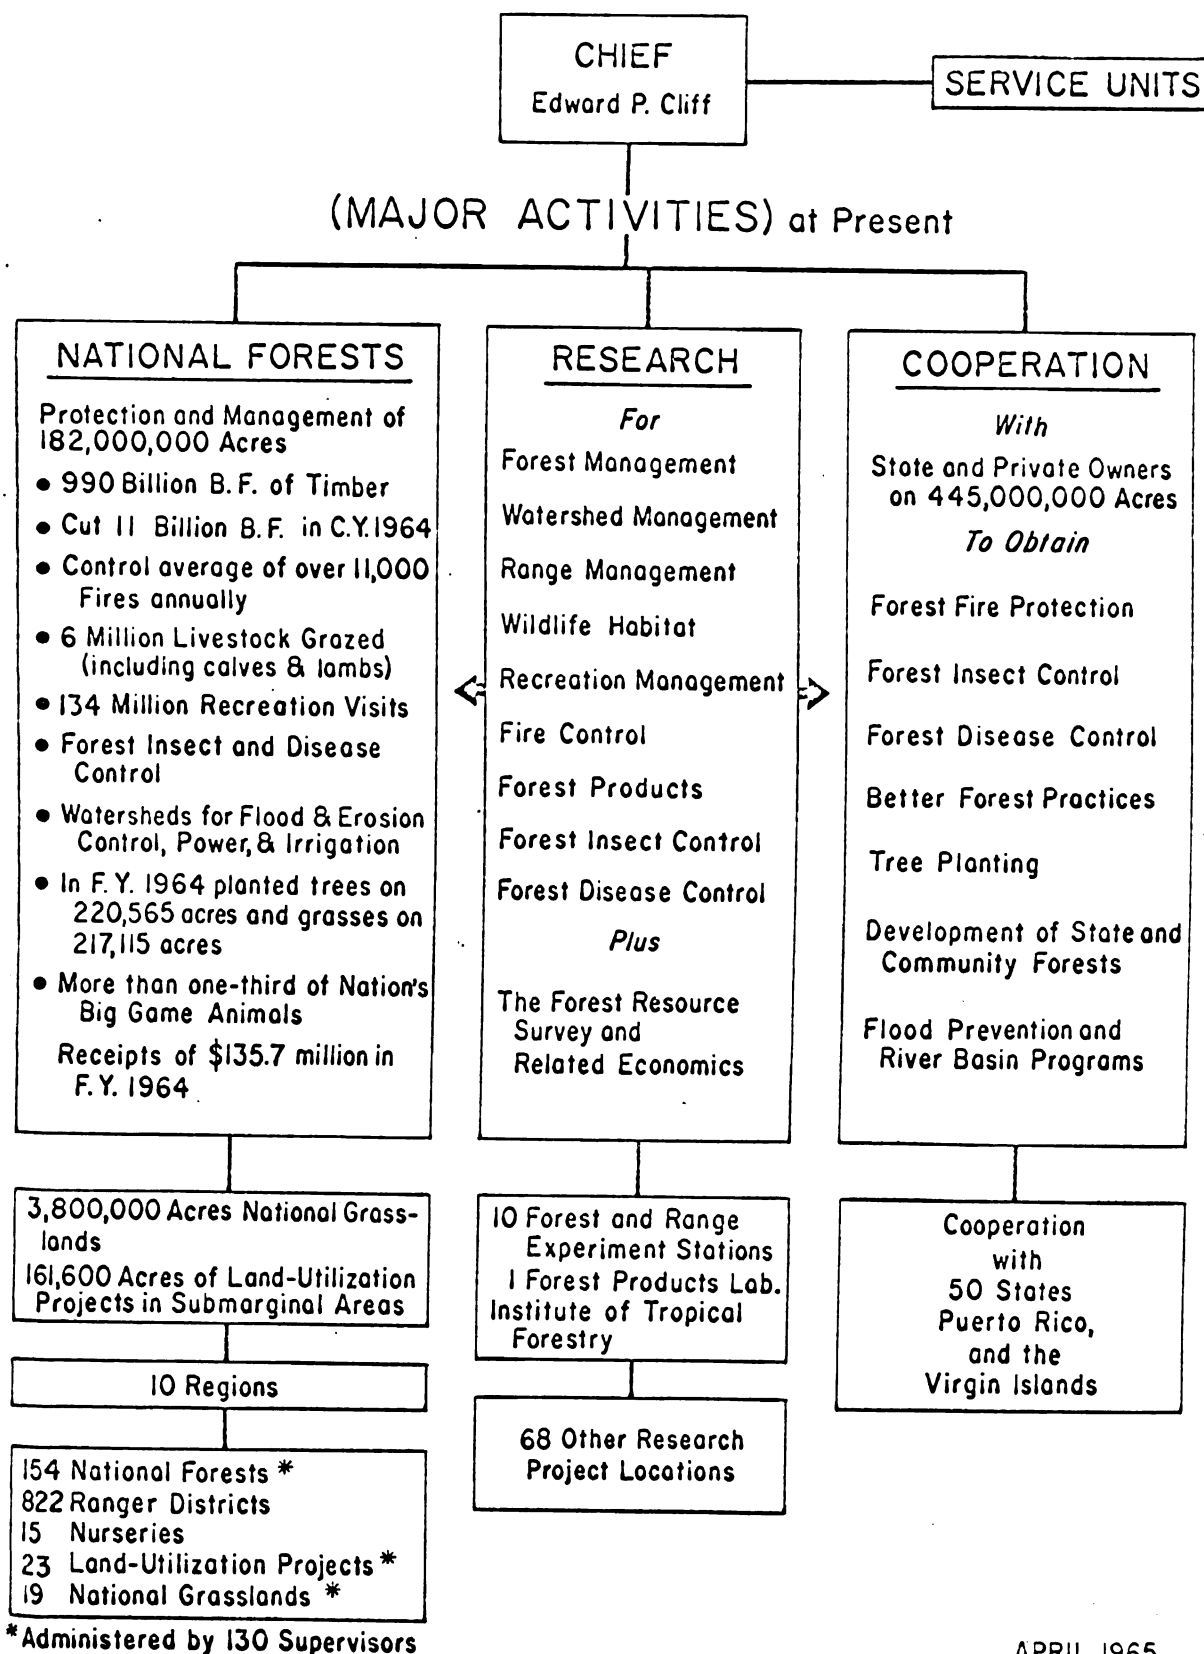 CHIEF
Edward P. Cliff
SERVICE UNITS
(MAJOR ACTIVITIES) at Present
NATIONAL FORESTS
Protection and Management of
182,000,000 Acres
• 990 Billion B.F. of Timber
• Cut 11 Billion B.F. in C.Y. 1964
• Control average of over 11,000
Fires annually
• 6 Million Livestock Grazed
(including calves & lambs)
• 134 Million Recreation Visits
• Forest Insect and Disease
Control
• Watersheds for Flood & Erosion
Control, Power, & Irrigation
• In F.Y. 1964 planted trees on
220,565 acres and grasses on
217,115 acres
• More than one-third of Nation's
Big Game Animals
Receipts of $135.7 million in
F.Y. 1964
3,800,000 Acres National Grass-
lands
161,600 Acres of Land-Utilization
Projects in Submarginal Areas
10 Regions
154 National Forests *
822 Ranger Districts
15 Nurseries
23 Land-Utilization Projects *
19 National Grasslands *
*Administered by 130 Supervisors
RESEARCH
For
Forest Management
Watershed Management
Range Management
Wildlife Habitat
Recreation Management
Fire Control
Forest Products
Forest Insect Control
Forest Disease Control
Plus
The Forest Resource
Survey and
Related Economics
10 Forest and Range
Experiment Stations
1 Forest Products Lab.
Institute of Tropical
Forestry
68 Other Research
Project Locations
COOPERATION
With
State and Private Owners
on 445,000,000 Acres
To Obtain
Forest Fire Protection
Forest Insect Control
Forest Disease Control
Better Forest Practices
Tree Planting
Development of State and
Community Forests
Flood Prevention and
River Basin Programs
Cooperation
with
50 States
Puerto Rico,
and the
Virgin Islands
APRIL 1965